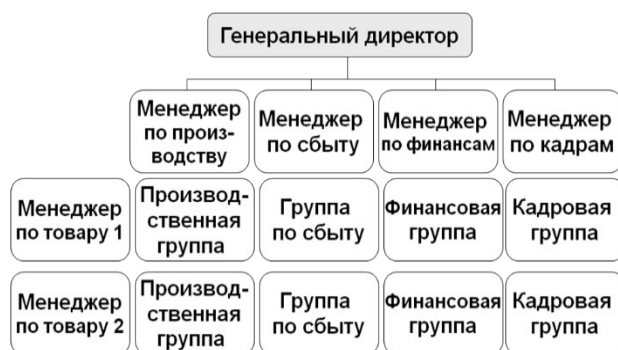 Генеральный директор
Менеджер
по произ-
водству
Менеджер
по сбыту
Менеджер
по финансам
Менеджер
по кадрам
Менеджер
по товару 1
Производ-
ственная
группа
Группа
по сбыту
Финансовая
группа
Кадровая
группа
Менеджер
по товару 2
Производ-
ственная
группа
Группа
по сбыту
Финансовая
группа
Кадровая
группа